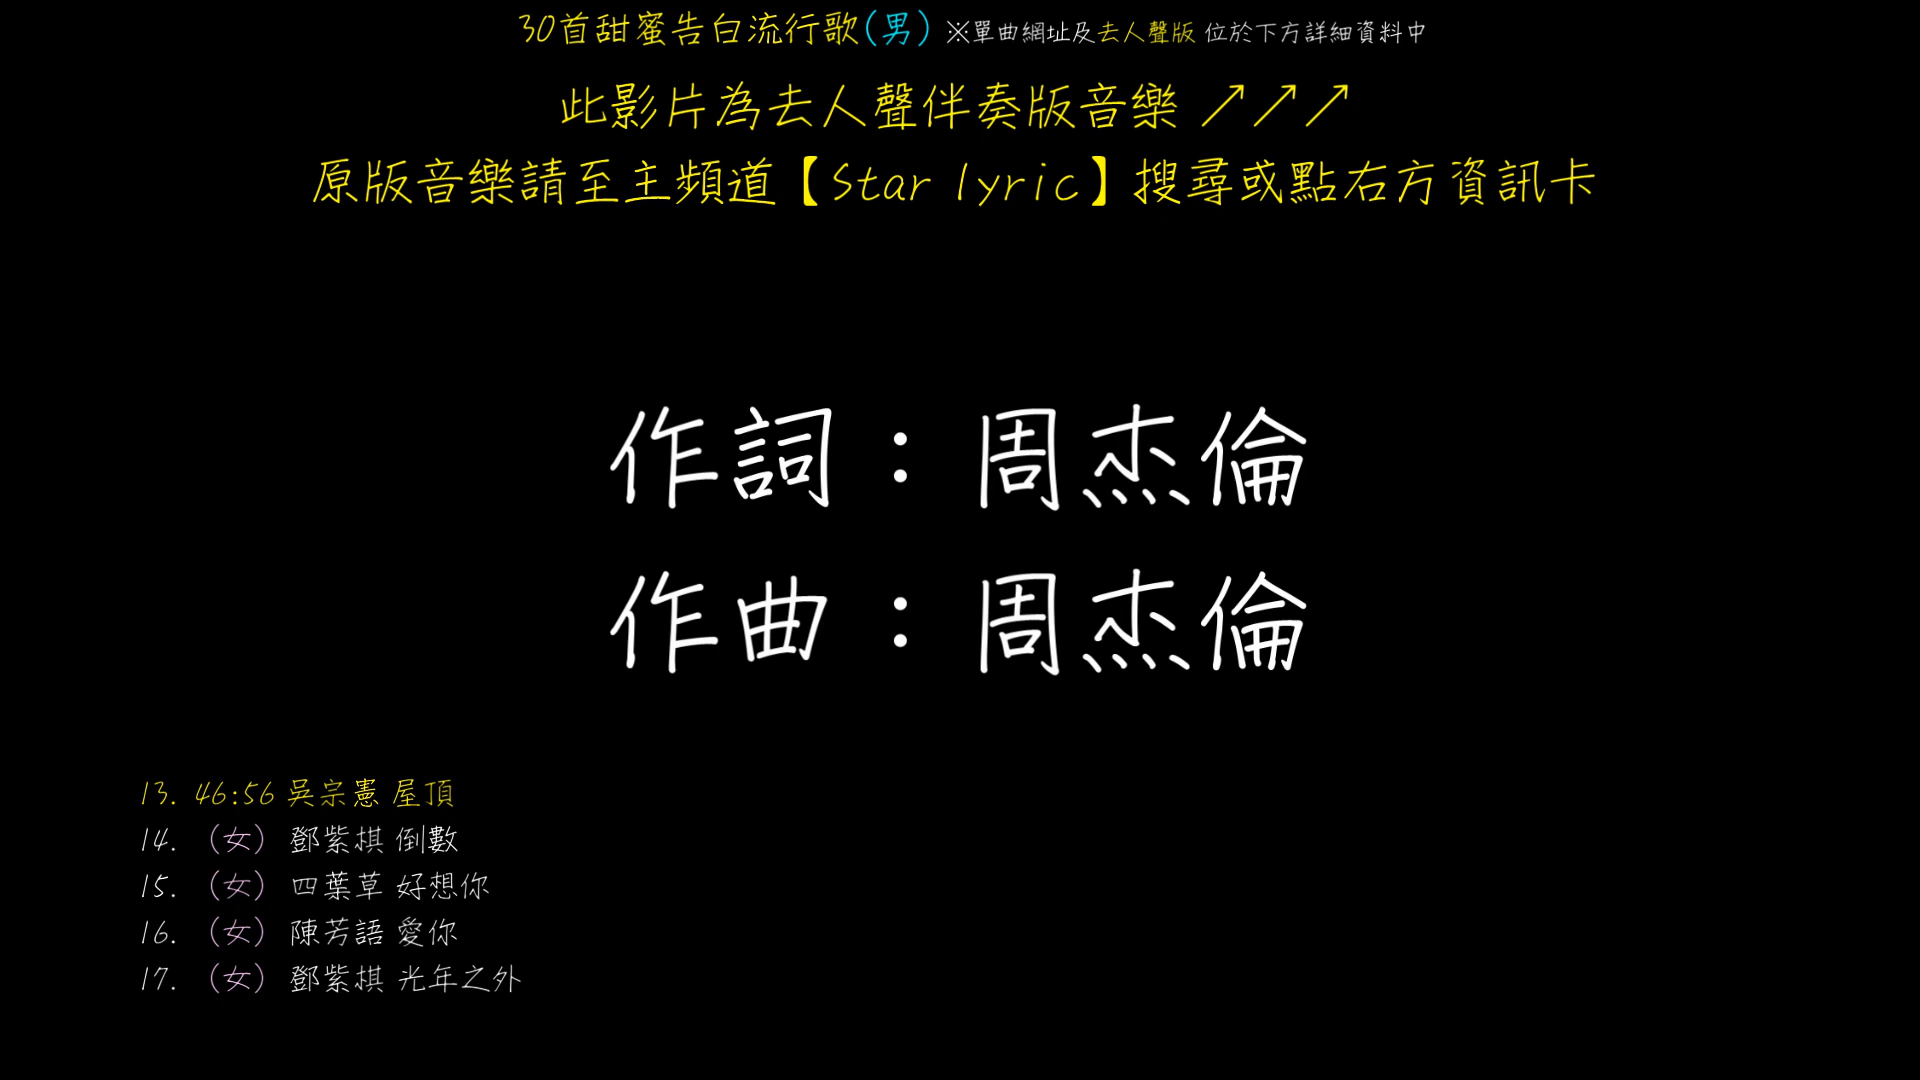 30首甜蜜告白流行歌(男) ※單曲網址及去人聲版 位於下方詳細資料中
此影片為去人聲伴奏版音樂 ↗↗↗
原版音樂請至主頻道【Star lyric】搜尋或點右方資訊卡
作詞：周杰倫
作曲：周杰倫
13. 46:56 吳宗憲 屋頂
14. (女) 鄧紫棋 倒數
15. (女) 四葉草 好想你
16. (女) 陳芳語 愛你
17. (女) 鄧紫棋 光年之外